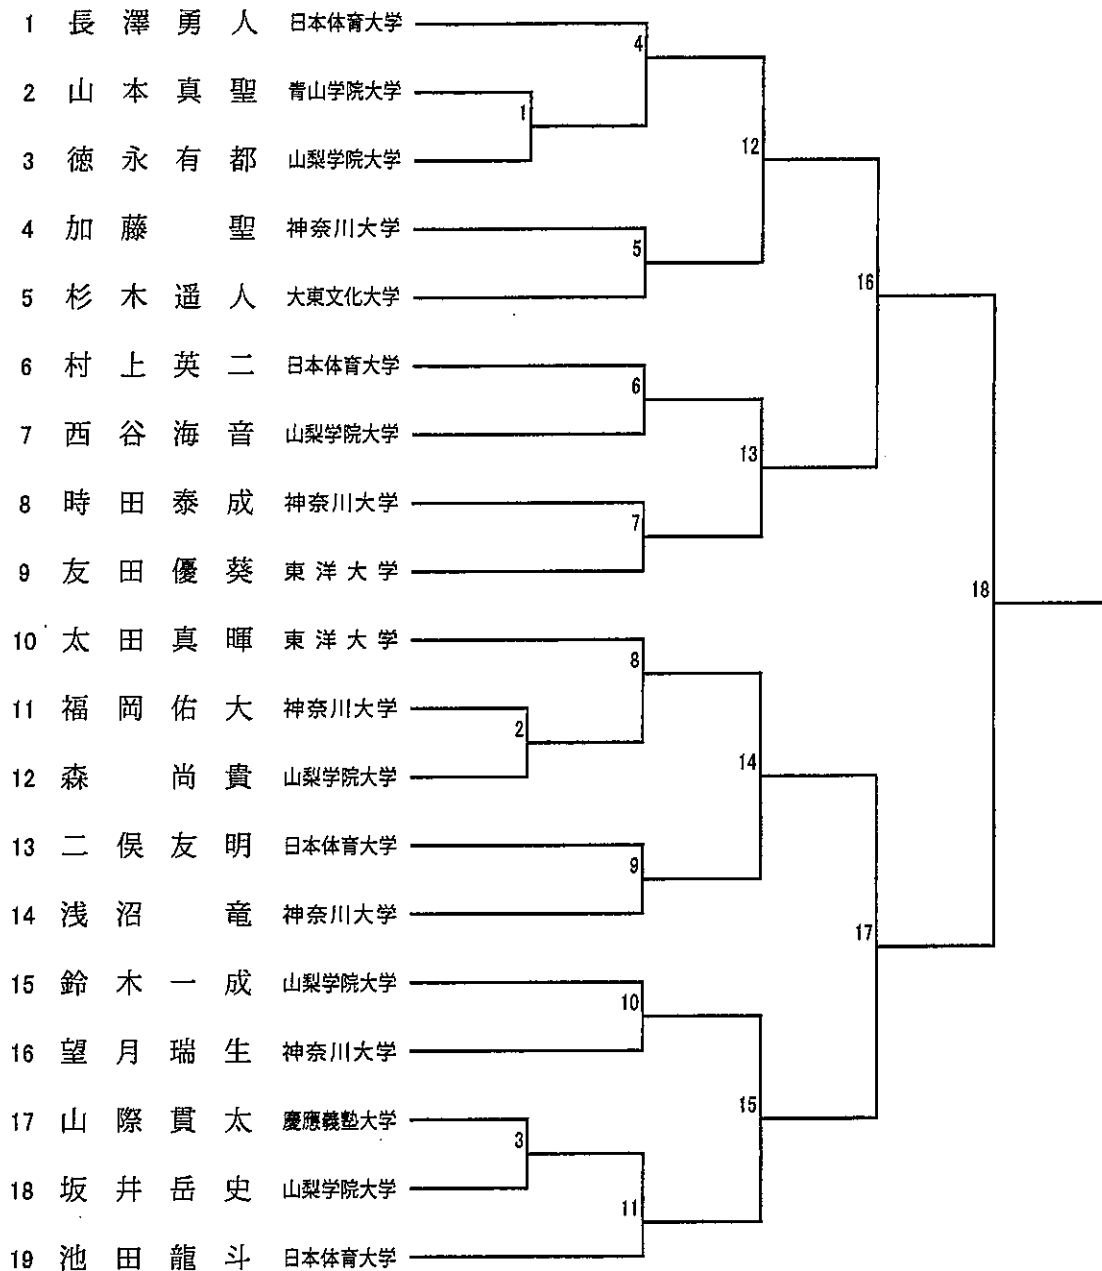 1 長澤勇人 日本体育大学
4
2 山本真聖 青山学院大学
1
12
3 徳永有都 山梨学院大学
4 加藤 聖 神奈川大学
5
16
5 杉木遥人 大東文化大学
6 村上英二 日本体育大学
6
7 西谷海音 山梨学院大学
13
8 時田泰成 神奈川大学
7
9 友田優葵 東洋大学
18
10 太田真暉 東洋大学
8
11 福岡佑大 神奈川大学
2
14
12 森 尚貴 山梨学院大学
13 二俣友明 日本体育大学
9
14 浅沼 竜 神奈川大学
17
15 鈴木一成 山梨学院大学
10
16 望月瑞生 神奈川大学
15
17 山際貫太 慶應義塾大学
3
18 坂井岳史 山梨学院大学
11
19 池田龍斗 日本体育大学